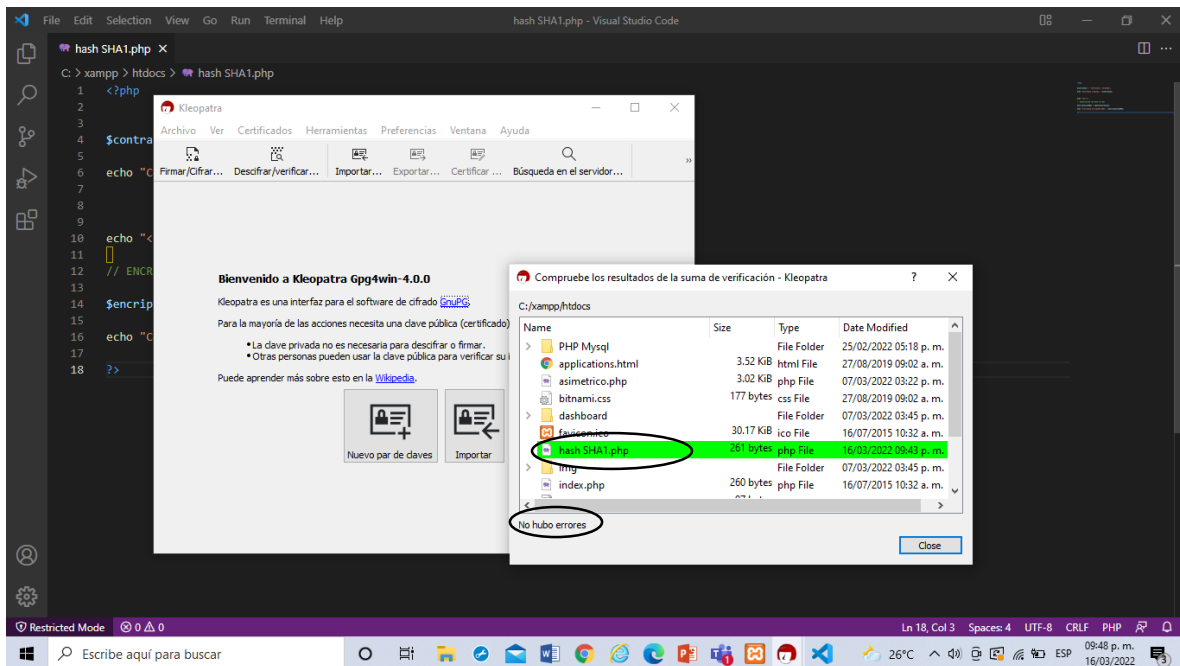 File Edit Selection View Go Run Terminal Help
hash SHA1.php - Visual Studio Code
hash SHA1.php
C: > xampp > htdocs > hash SHA1.php
1 <?php
2
3
4 $contra
5
6 echo "C
7
8
9
10 echo "<
11
12 // ENCR
13
14 $encrip
15
16 echo "C
17
18 ?>
Kleopatra
Archivo Ver Certificados Herramientas Preferencias Ventana Ayuda
Firmar/Cifrar... Descifrar/verificar... Importar... Exportar... Certificar ... Búsqueda en el servidor...
»
Bienvenido a Kleopatra Gpg4win-4.0.0
Kleopatra es una interfaz para el software de cifrado GnuPG.
Para la mayoría de las acciones necesita una clave pública (certificado)
•La clave privada no es necesaria para descifrar o firmar.
•Otras personas pueden usar la clave pública para verificar su i
Puede aprender más sobre esto en la Wikipedia.
Nuevo par de claves
Importar
Compruebe los resultados de la suma de verificación - Kleopatra
C:/xampp/htdocs
Name Size Type Date Modified
PHP Mysql File Folder 25/02/2022 05:18 p. m.
applications.html 3.52 KiB html File 27/08/2019 09:02 a. m.
asimetrico.php 3.02 KiB php File 07/03/2022 03:22 p. m.
bitnami.css 177 bytes css File 27/08/2019 09:02 a. m.
dashboard File Folder 07/03/2022 03:45 p. m.
favicon.ico 30.17 KiB ico File 16/07/2015 10:32 a. m.
hash SHA1.php 261 bytes php File 16/03/2022 09:43 p. m.
img File Folder 07/03/2022 03:45 p. m.
index.php 260 bytes php File 16/07/2015 10:32 a. m.
No hubo errores
Close
Restricted Mode 0 0
Ln 18, Col 3 Spaces: 4 UTF-8 CRLF PHP
Escribe aquí para buscar
26°C
ESP
09:48 p. m.
16/03/2022
3